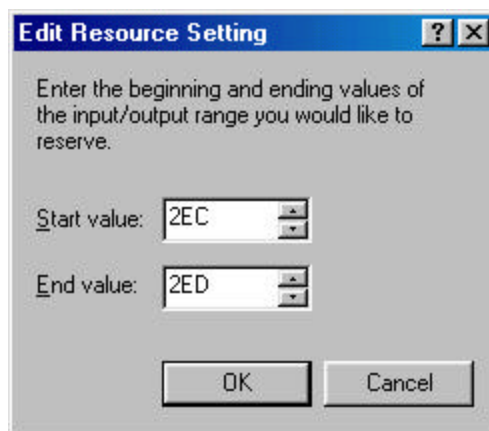 Edit Resource Setting
Enter the beginning and ending values of
the input/output range you would like to
reserve.
Start value: 2EC
End value: 2ED
OK Cancel